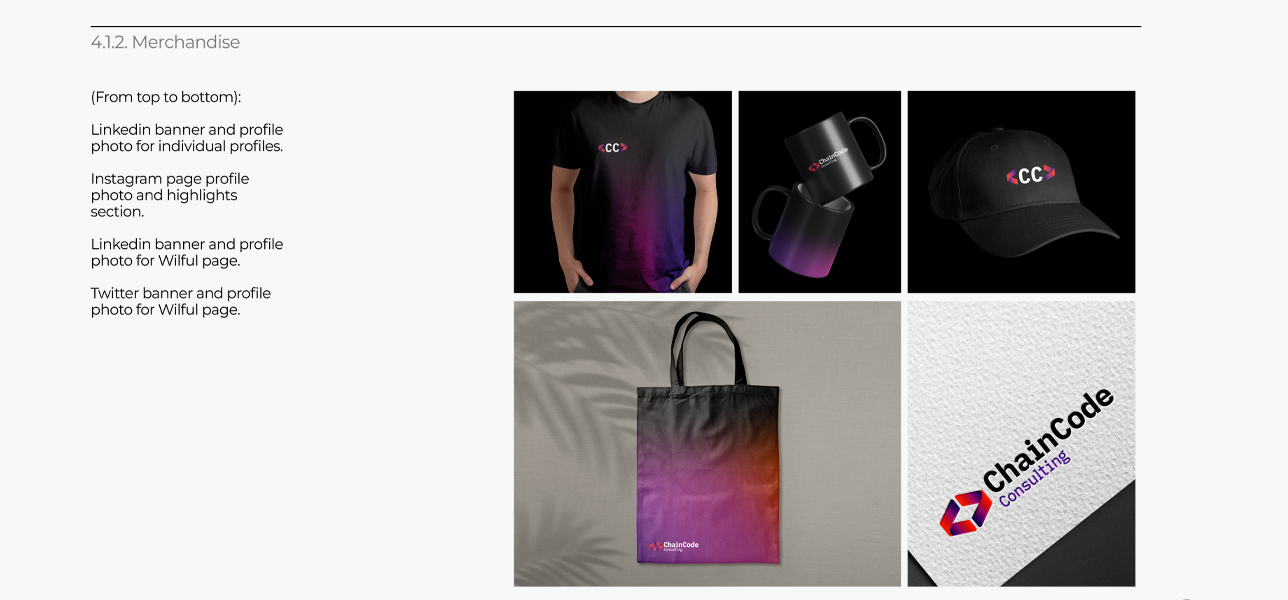 4.1.2. Merchandise
(From top to bottom):
Linkedin banner and profile
photo for individual profiles.
Instagram page profile
photo and highlights
section.
Linkedin banner and profile
photo for Wilful page.
Twitter banner and profile
photo for Wilful page.
<CC>
ChainCode
Consulting
<CC>
ChainCode
Consulting
ChainCode
Consulting